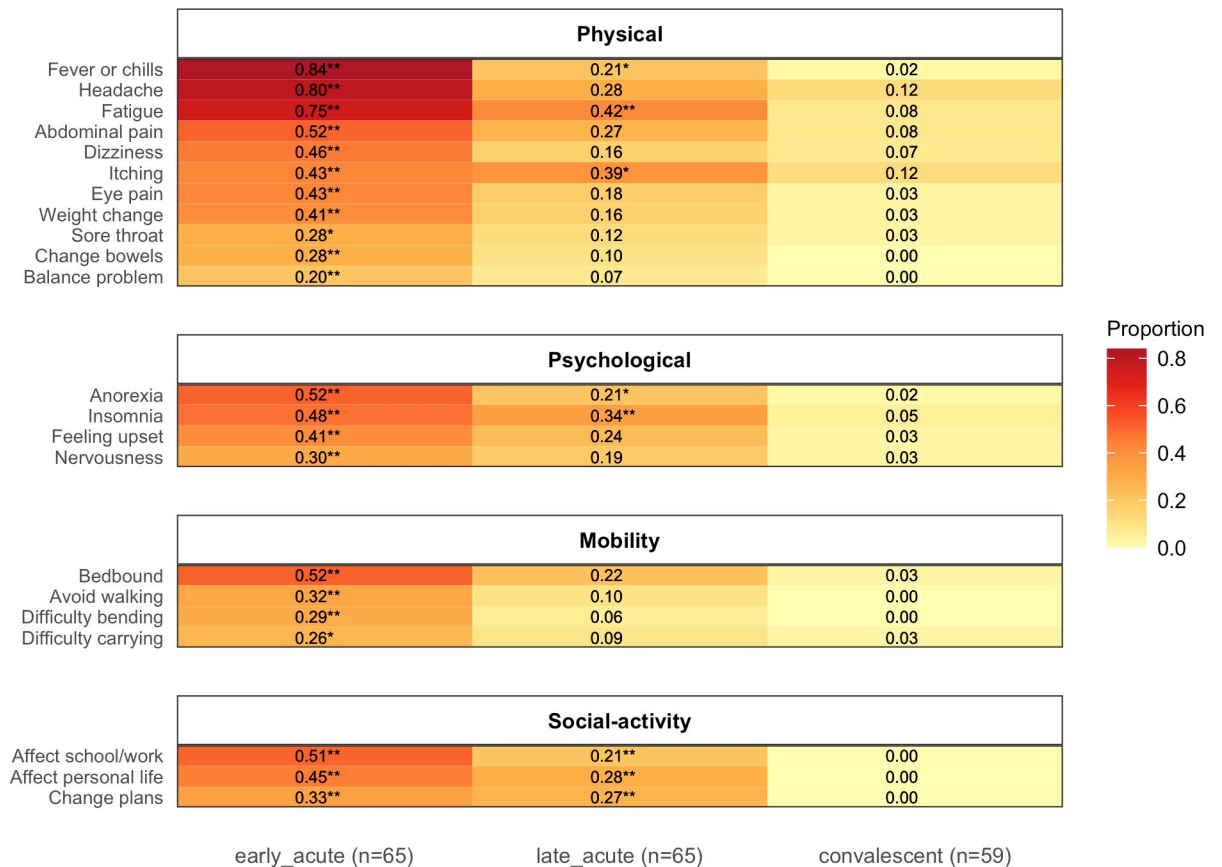 Physical
Fever or chills 0.84** 0.21* 0.02
Headache 0.80** 0.28 0.12
Fatigue 0.75** 0.42** 0.08
Abdominal pain 0.52** 0.27 0.08
Dizziness 0.46** 0.16 0.07
Itching 0.43** 0.39* 0.12
Eye pain 0.43** 0.18 0.03
Weight change 0.41** 0.16 0.03
Sore throat 0.28* 0.12 0.03
Change bowels 0.28** 0.10 0.00
Balance problem 0.20** 0.07 0.00
Psychological
Anorexia 0.52** 0.21* 0.02
Insomnia 0.48** 0.34** 0.05
Feeling upset 0.41** 0.24 0.03
Nervousness 0.30** 0.19 0.03
Mobility
Bedbound 0.52** 0.22 0.03
Avoid walking 0.32** 0.10 0.00
Difficulty bending 0.29** 0.06 0.00
Difficulty carrying 0.26* 0.09 0.03
Social-activity
Affect school/work 0.51** 0.21** 0.00
Affect personal life 0.45** 0.28** 0.00
Change plans 0.33** 0.27** 0.00
early_acute (n=65) late_acute (n=65) convalescent (n=59)
Proportion
0.8
0.6
0.4
0.2
0.0